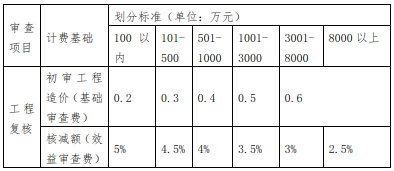 审查项目 计费基础 划分标准（单位：万元）
100 以内 101-500 501-1000 1001-3000 3001-8000 8000 以上
工程复核 初审工程造价（基础审查费） 0.2 0.3 0.4 0.5 0.6
核减额（效益审查费） 5% 4.5% 4% 3.5% 3% 2.5%